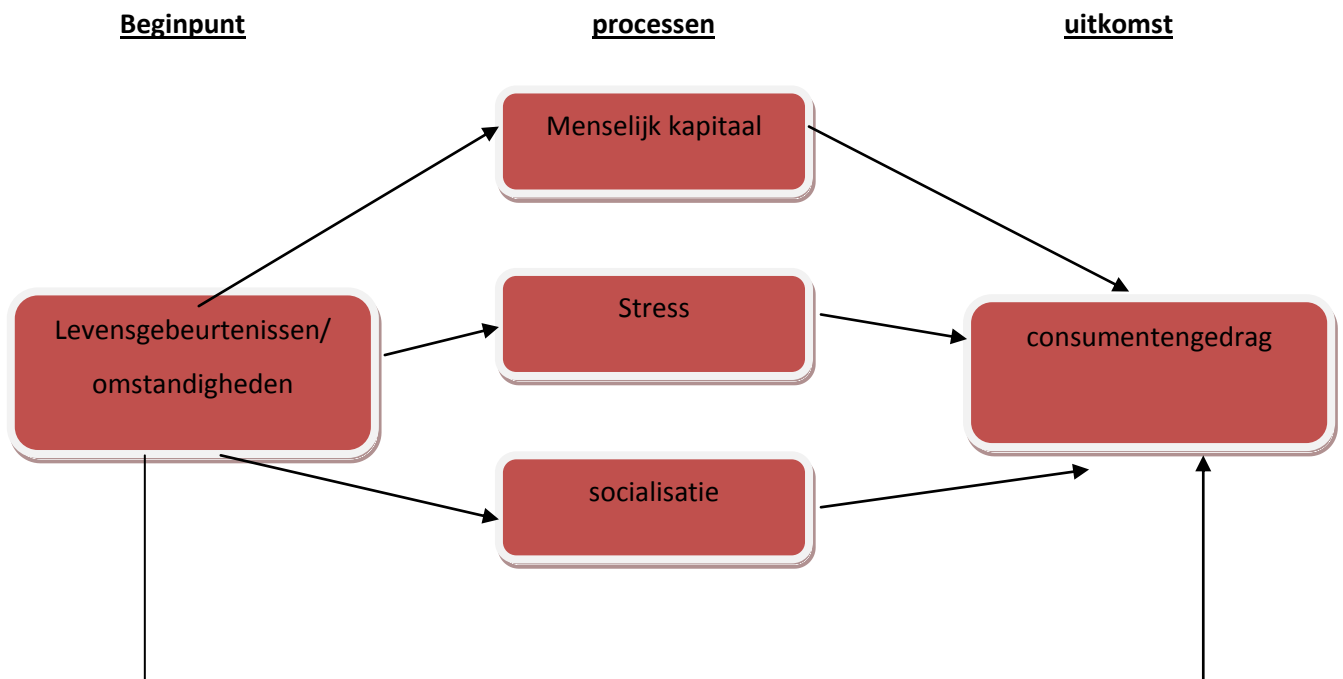 Beginpunt
processen
uitkomst
Menselijk kapitaal
Levensgebeurtenissen/
omstandigheden
Stress
consumentengedrag
socialisatie